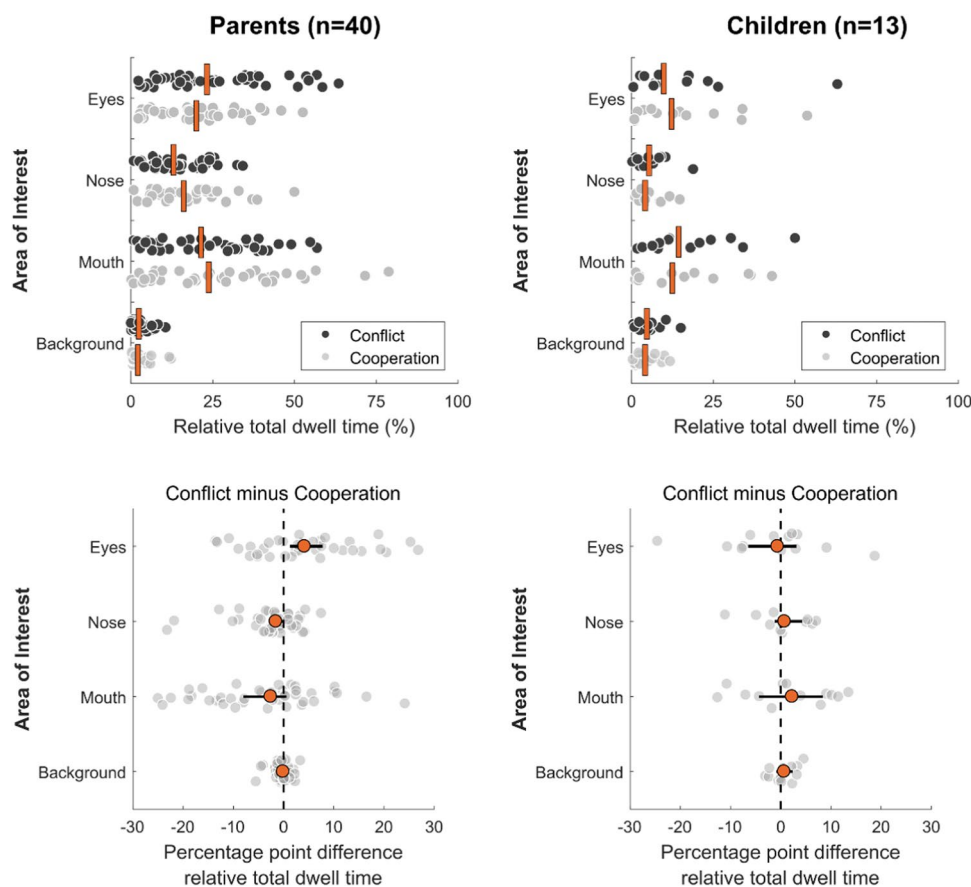 Parents (n=40)
Area of Interest
Eyes
Nose
Mouth
Background
Conflict
Cooperation
0 25 50 75 100
Relative total dwell time (%)
Children (n=13)
Area of Interest
Eyes
Nose
Mouth
Background
Conflict
Cooperation
0 25 50 75 100
Relative total dwell time (%)
Conflict minus Cooperation
Area of Interest
Eyes
Nose
Mouth
Background
-30 -20 -10 0 10 20 30
Percentage point difference
relative total dwell time
Conflict minus Cooperation
Area of Interest
Eyes
Nose
Mouth
Background
-30 -20 -10 0 10 20 30
Percentage point difference
relative total dwell time